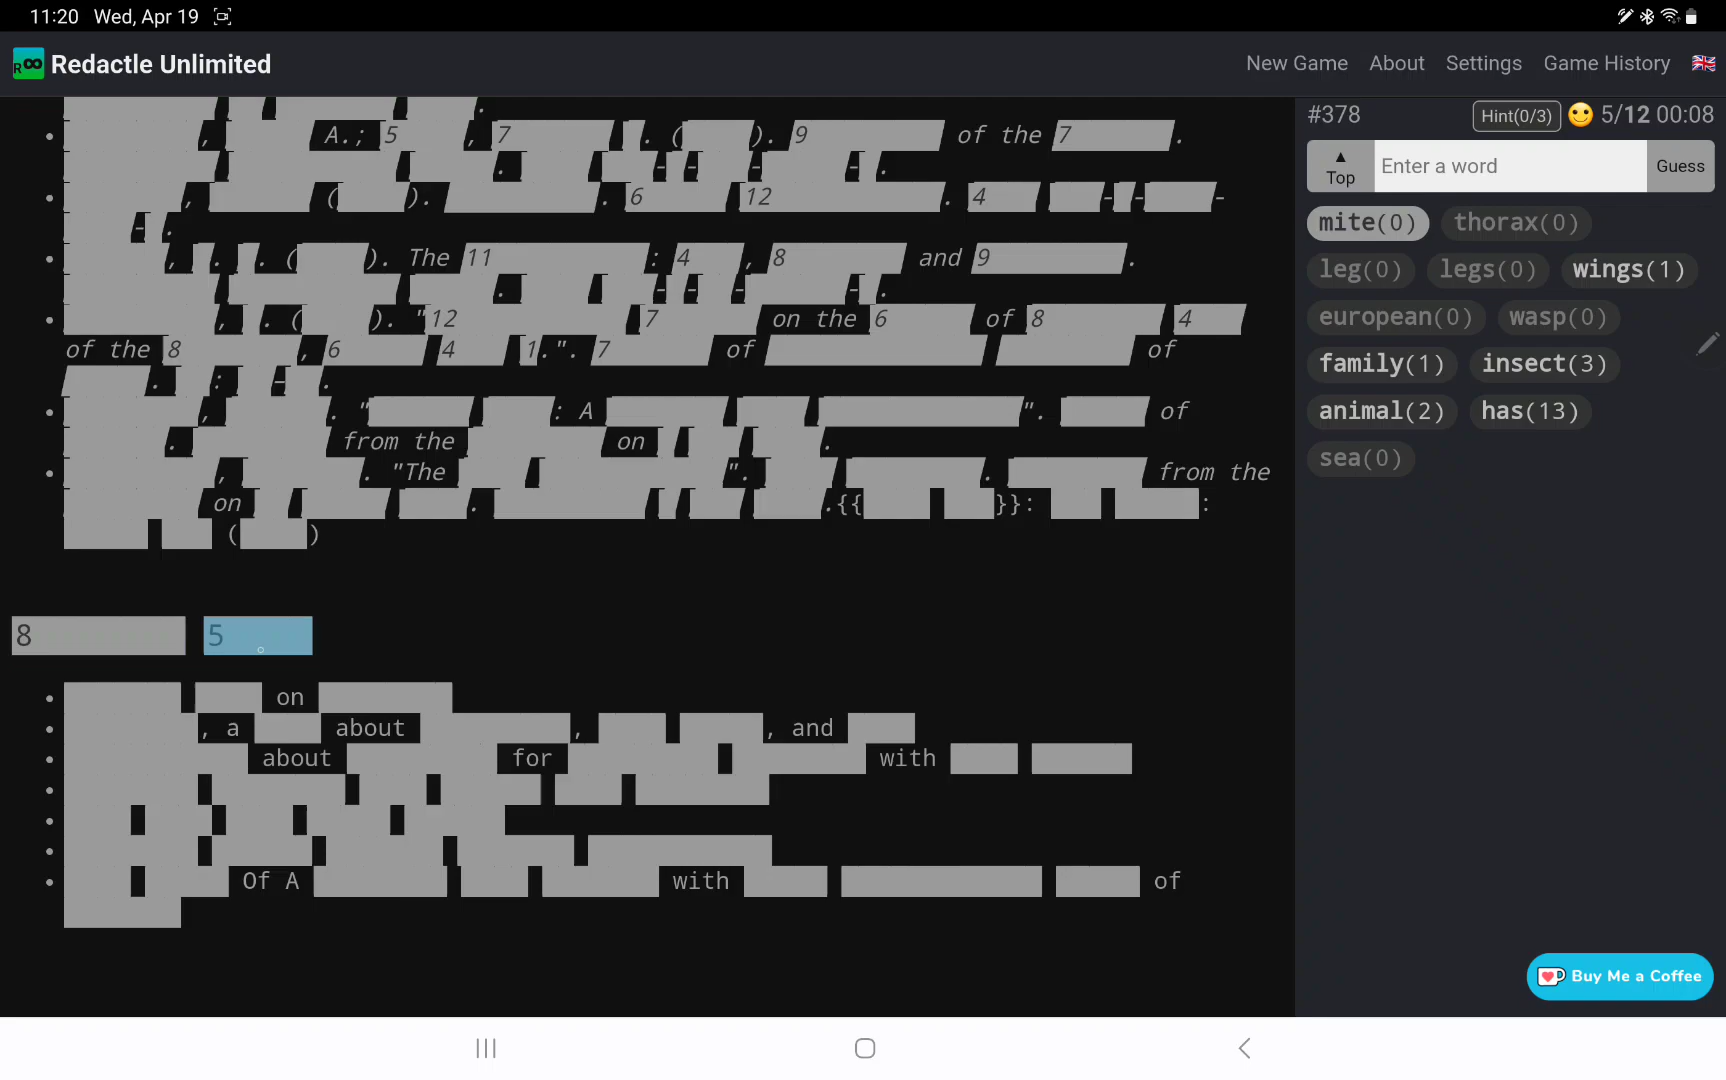 11:20 Wed, Apr 19
R∞ Redactle Unlimited
New Game About Settings Game History
.
, A.; 5 , 7 . ( ). 9 of the 7 .
. - - - .
, ( ). . 6 12 . 4 - - -
- .
, . . ( ). The 11 : 4 , 8 and 9 .
. - - - - .
, . ( ). "12 7 on the 6 of 8 4
of the 8 , 6 4 1.". 7 of of
. : - .
, . " : A ". of
. from the on .
, . "The ". . from the
on . .{{ }}: :
( )
8 5
on
, a about , , and
about for with
Of A with of
#378 Hint(0/3) 5/12 00:08
▲ Top Enter a word Guess
mite(0) thorax(0)
leg(0) legs(0) wings(1)
european(0) wasp(0)
family(1) insect(3)
animal(2) has(13)
sea(0)
Buy Me a Coffee